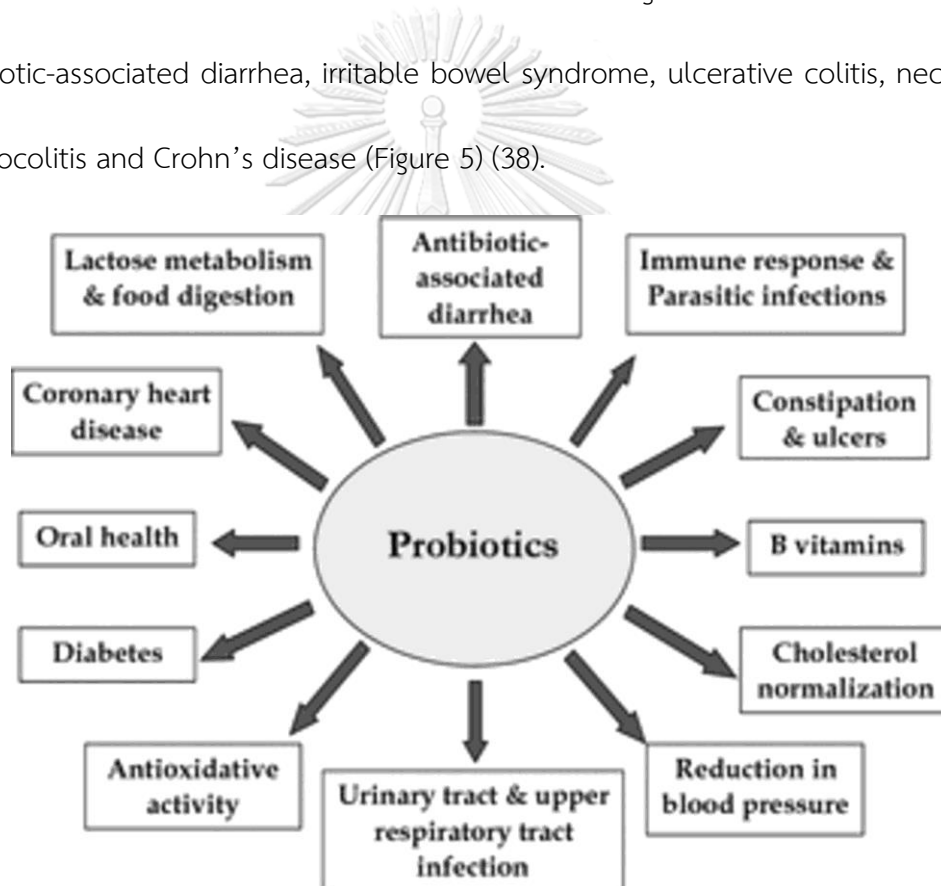 otic-associated diarrhea, irritable bowel syndrome, ulcerative colitis, nec
ocolitis and Crohn’s disease (Figure 5) (38).
Antibiotic-
associated
diarrhea
Lactose metabolism
& food digestion
Immune response &
Parasitic infections
Coronary heart
disease
Constipation
& ulcers
Oral health
Probiotics
B vitamins
Diabetes
Cholesterol
normalization
Antioxidative
activity
Urinary tract & upper
respiratory tract
infection
Reduction in
blood pressure